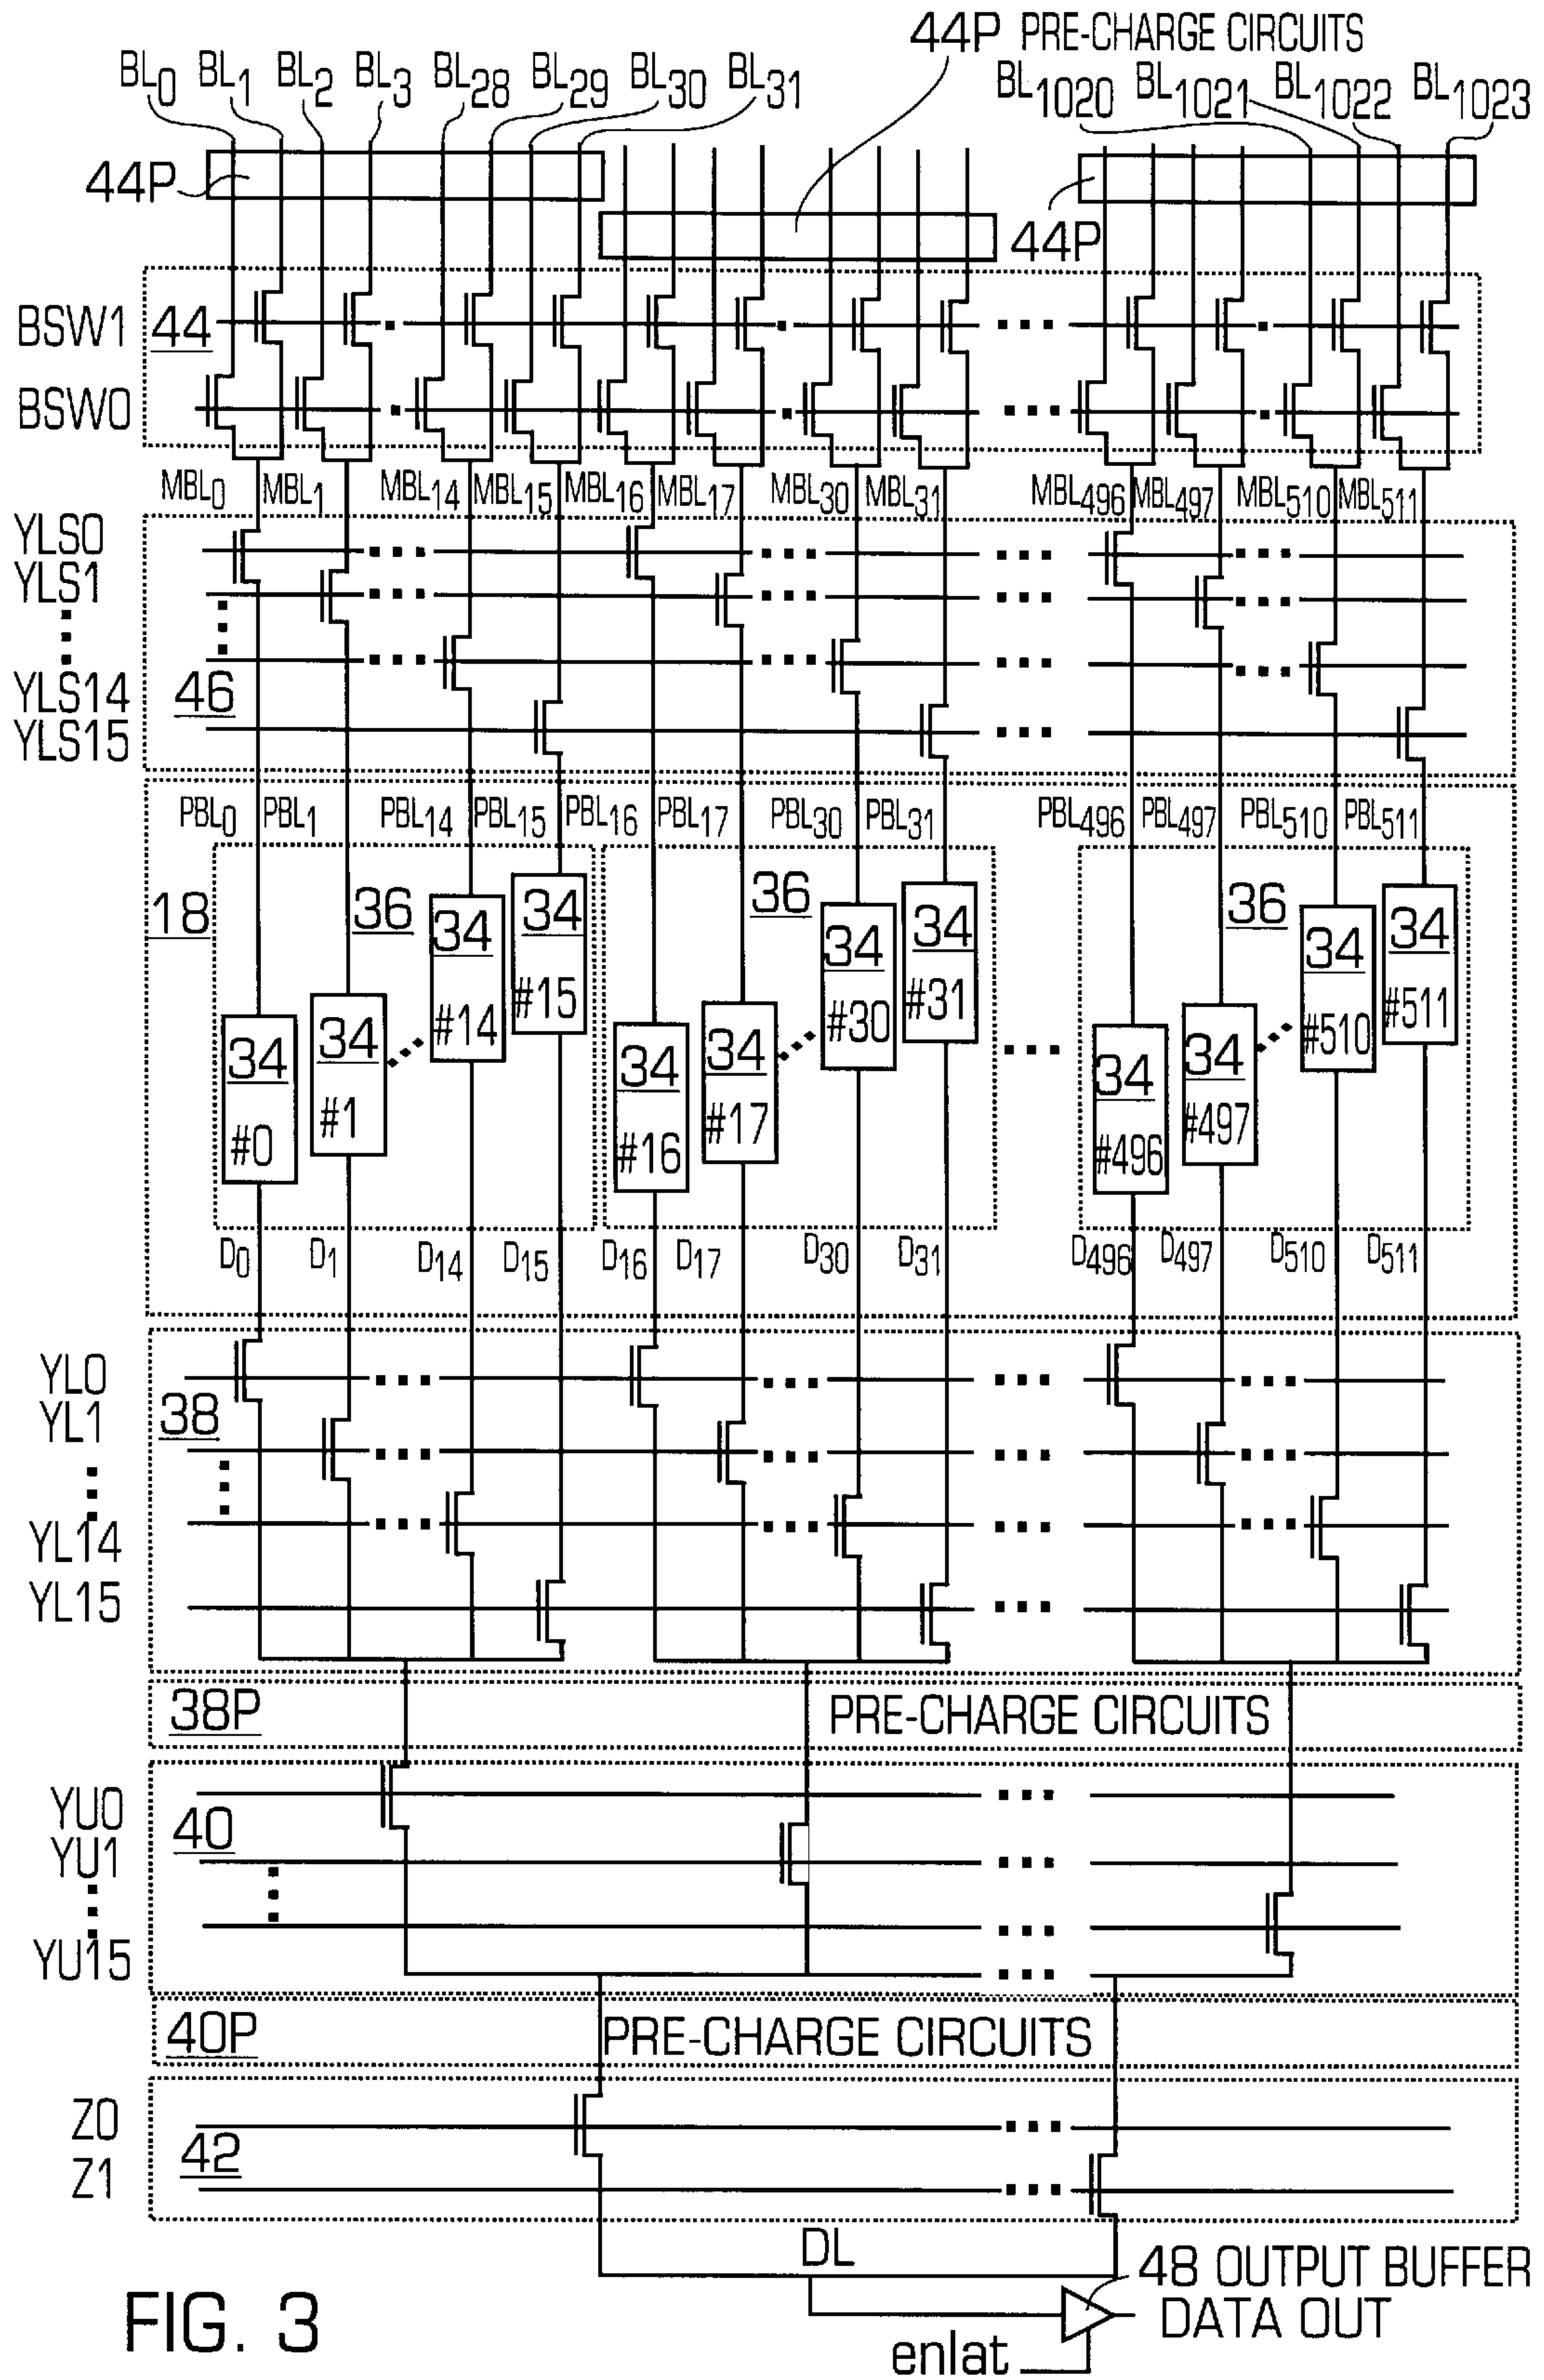 44P PRE-CHARGE CIRCUITS
BL0 BL1 BL2 BL3 BL28 BL29 BL30 BL31 BL1020 BL1021 BL1022 BL1023
44P
44P
BSW1 44
BSW0
MBL0 MBL1 MBL14 MBL15 MBL16 MBL17 MBL30 MBL31 MBL496 MBL497 MBL510 MBL511
YLS0
YLS1
YLS14 46
YLS15
PBL0 PBL1 PBL14 PBL15 PBL16 PBL17 PBL30 PBL31 PBL496 PBL497 PBL510 PBL511
18 36 36 36
34 #0 34 #1 34 #14 34 #15 34 #16 34 #17 34 #30 34 #31 34 #496 34 #497 34 #510 34 #511
D0 D1 D14 D15 D16 D17 D30 D31 D496 D497 D510 D511
YL0
38
YL1
YL14
YL15
38P PRE-CHARGE CIRCUITS
YU0
40
YU1
YU15
40P PRE-CHARGE CIRCUITS
Z0
42
Z1
DL
48 OUTPUT BUFFER
DATA OUT
enlat
FIG. 3